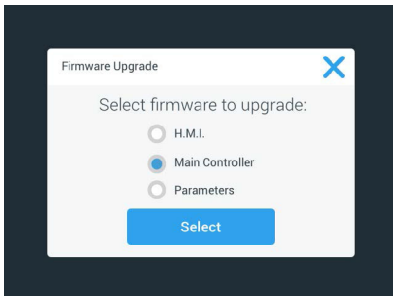 Firmware Upgrade
Select firmware to upgrade:
H.M.I.
Main Controller
Parameters
Select